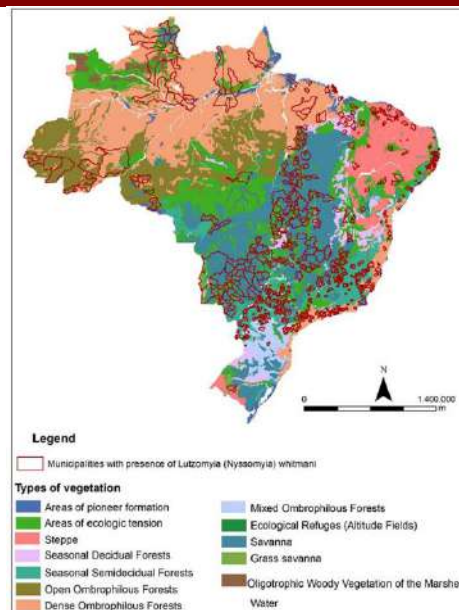 N
0
1.400.000
m
Legend
Municipalities with presence of Lutzomyia (Nyssomyia) whitmani
Types of vegetation
Areas of pioneer formation
Areas of ecologic tension
Steppe
Seasonal Decidual Forests
Seasonal Semidecidual Forests
Open Ombrophilous Forests
Dense Ombrophilous Forests
Mixed Ombrophilous Forests
Ecological Refuges (Altitude Fields)
Savanna
Grass savanna
Oligotrophic Woody Vegetation of the Marshe
Water